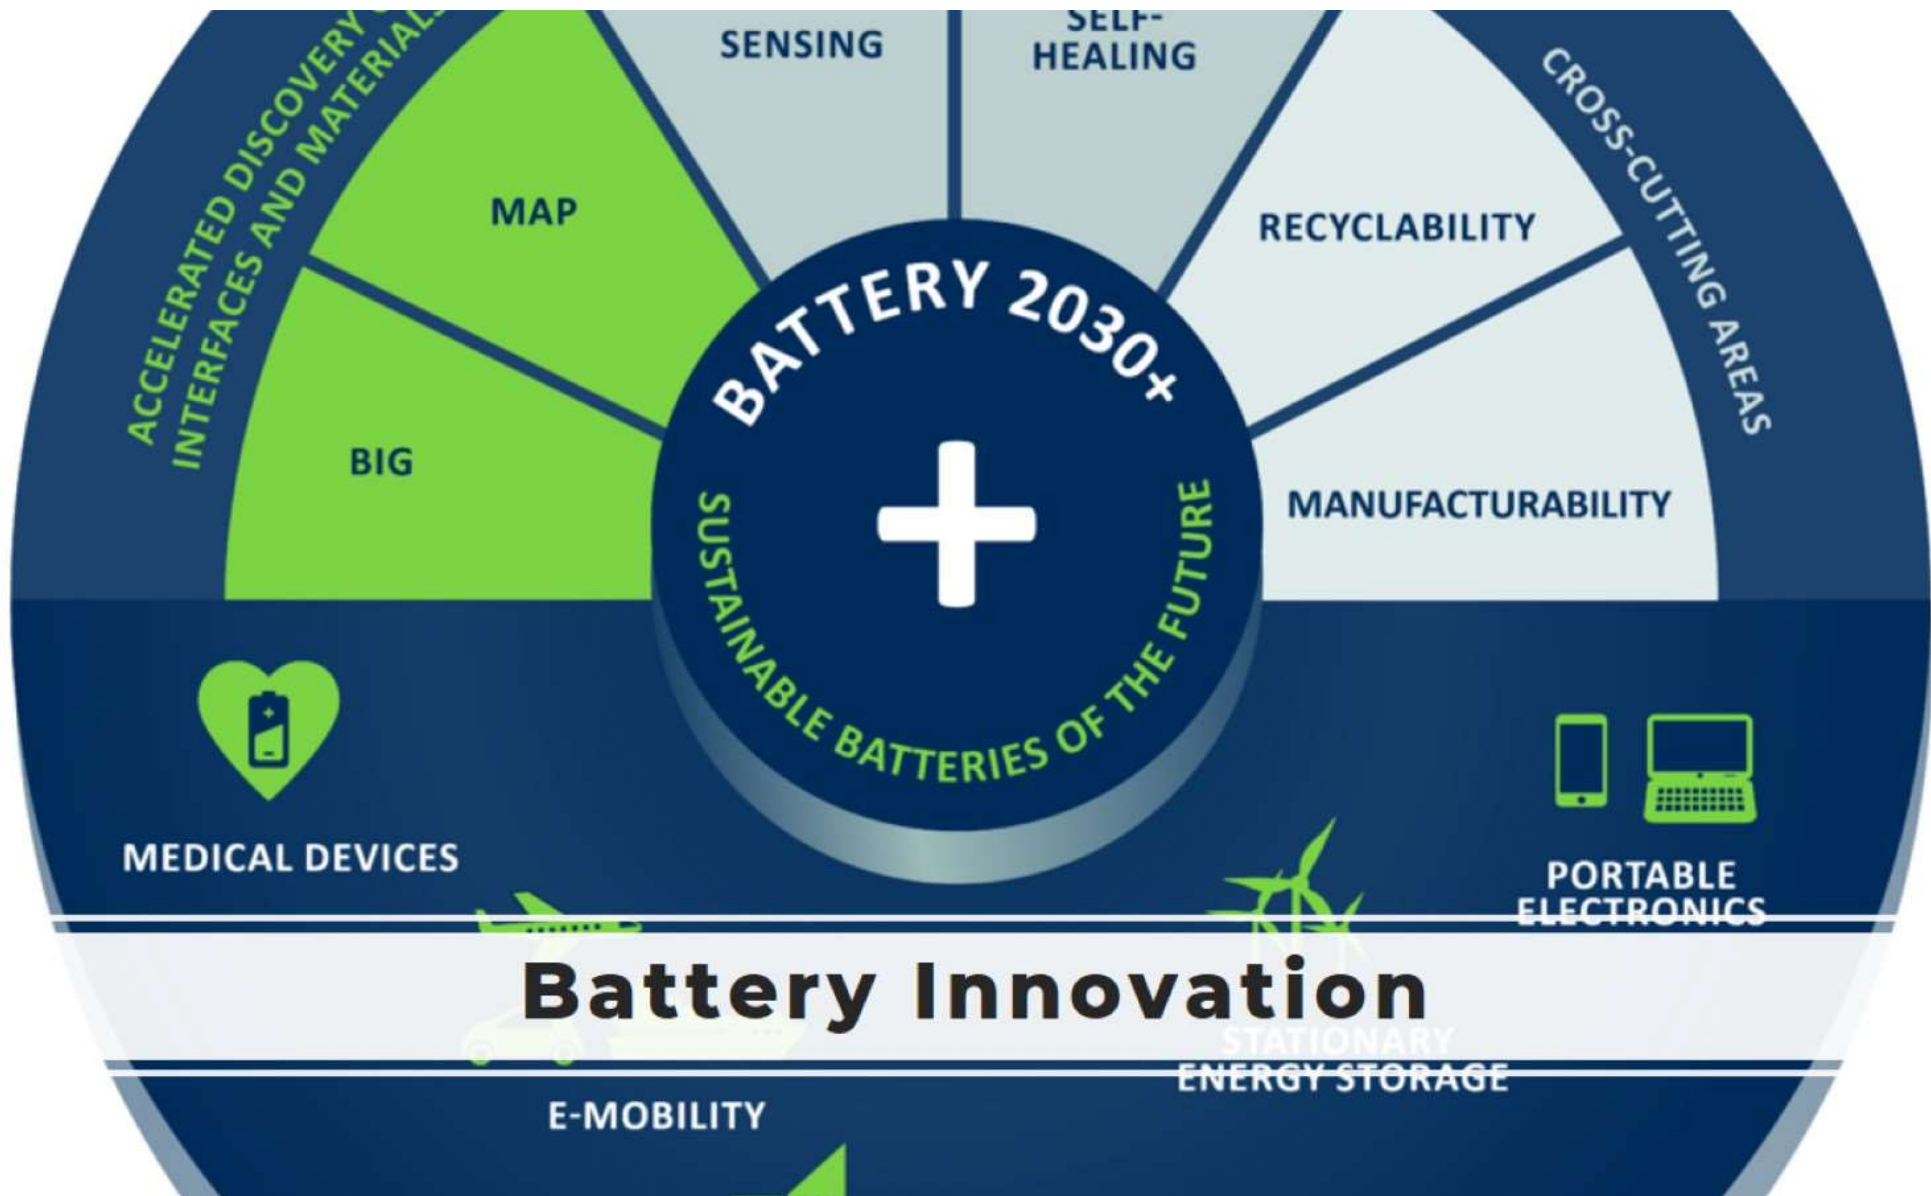 ACCELERATED DISCOVERY
INTERFACES AND MATERIALS
SENSING
SELF-
HEALING
CROSS-CUTTING AREAS
MAP
RECYCLABILITY
BIG
MANUFACTURABILITY
BATTERY 2030+
SUSTAINABLE BATTERIES OF THE FUTURE
MEDICAL DEVICES
PORTABLE
ELECTRONICS
Battery Innovation
STATIONARY
ENERGY STORAGE
E-MOBILITY